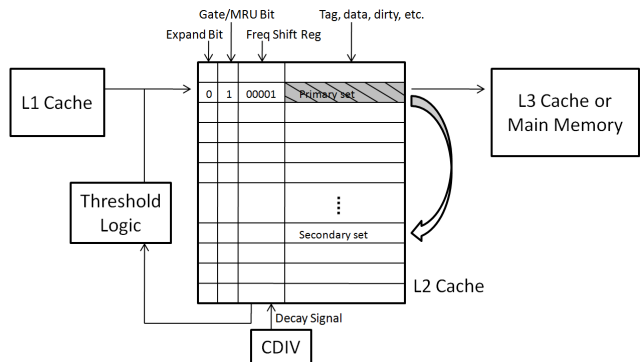 Gate/MRU Bit
Tag, data, dirty, etc.
Expand Bit
Freq Shift Reg
L1 Cache
0 1 00001 Primary set
L3 Cache or
Main Memory
Threshold
Logic
Secondary set
L2 Cache
Decay Signal
CDIV